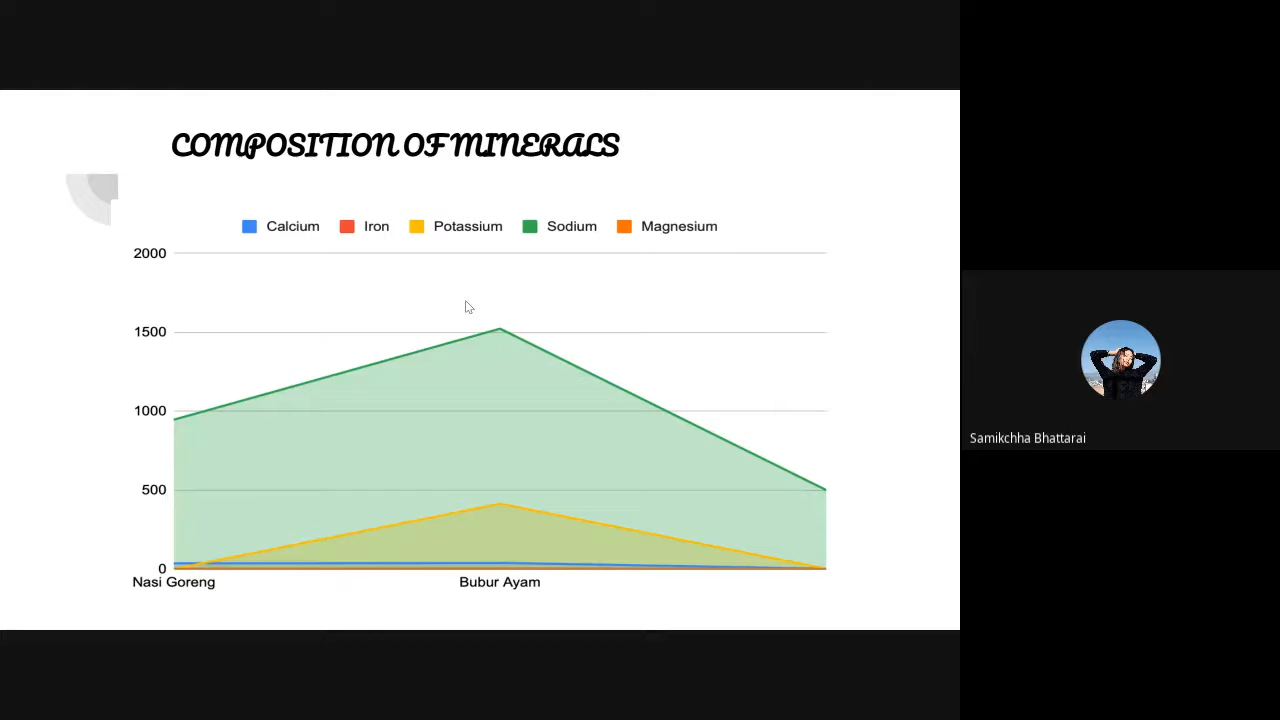 COMPOSITION OF MINERALS
Calcium Iron Potassium Sodium Magnesium
2000
1500
1000
500
0
Nasi Goreng Bubur Ayam
Samikchha Bhattarai